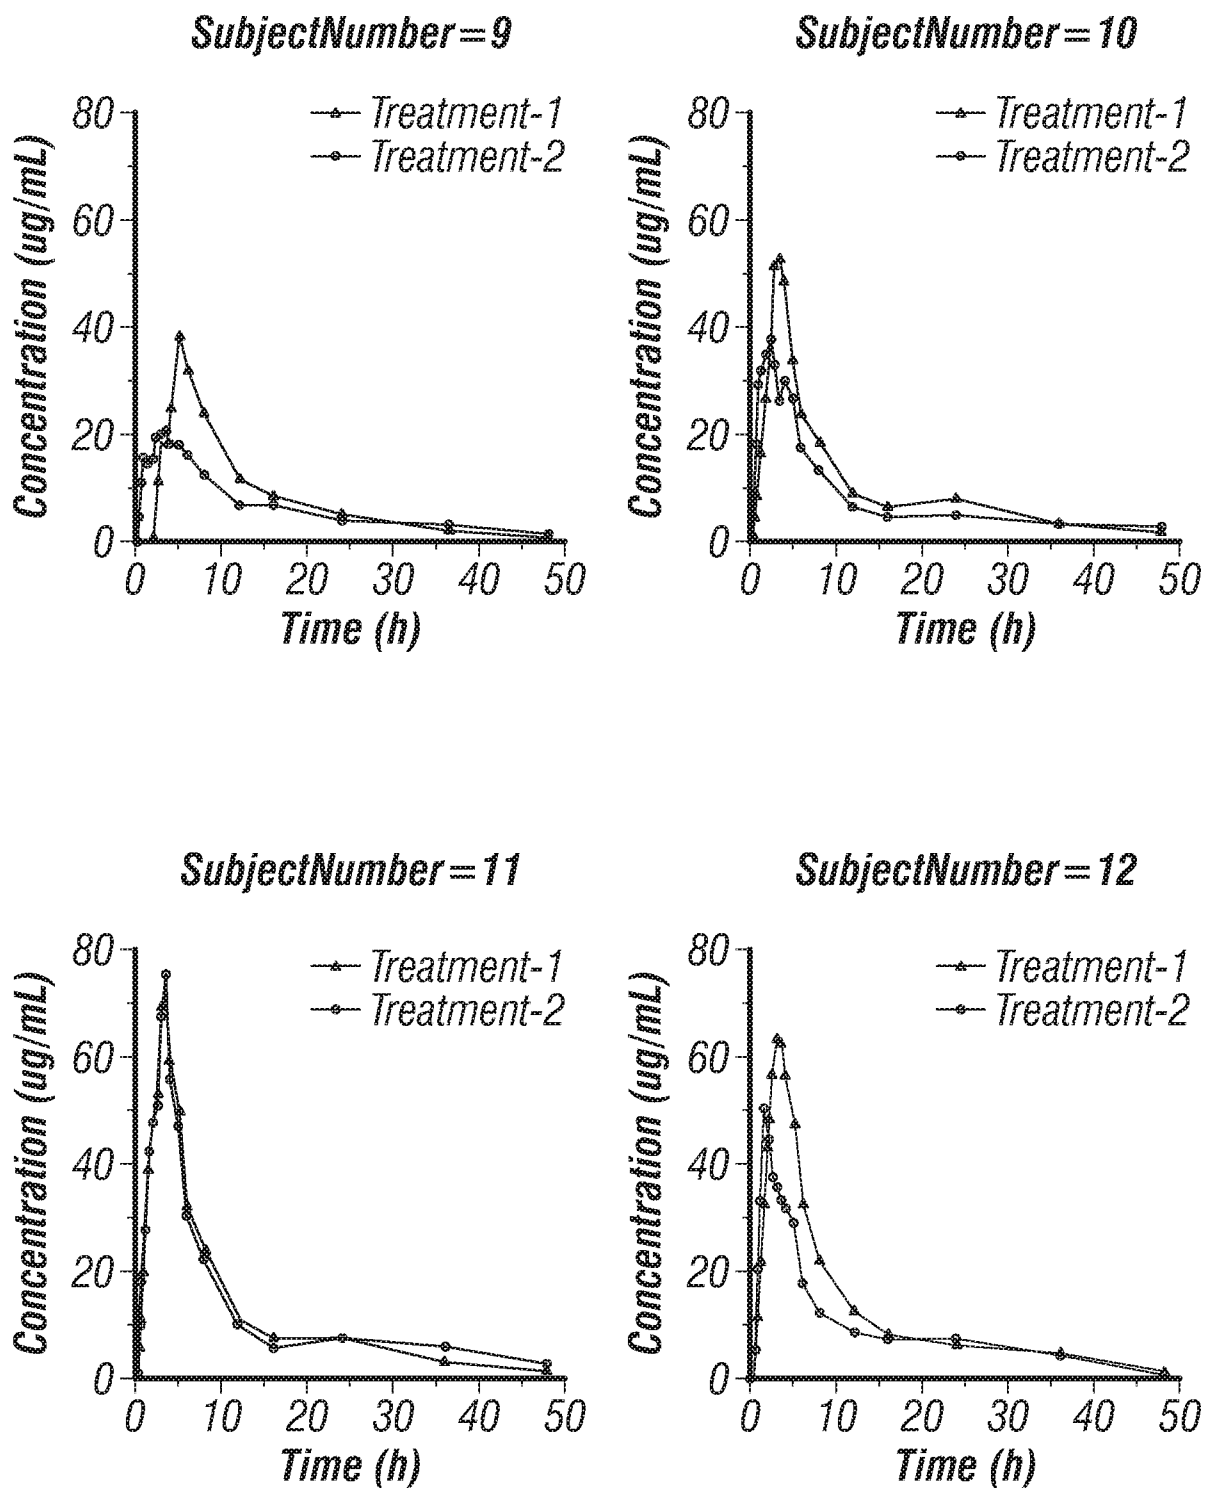 SubjectNumber=9
Treatment-1
Treatment-2
Concentration (ug/mL)
80
60
40
20
0
0 10 20 30 40 50
Time (h)
SubjectNumber=10
Treatment-1
Treatment-2
Concentration (ug/mL)
80
60
40
20
0
0 10 20 30 40 50
Time (h)
SubjectNumber=11
Treatment-1
Treatment-2
Concentration (ug/mL)
80
60
40
20
0
0 10 20 30 40 50
Time (h)
SubjectNumber=12
Treatment-1
Treatment-2
Concentration (ug/mL)
80
60
40
20
0
0 10 20 30 40 50
Time (h)